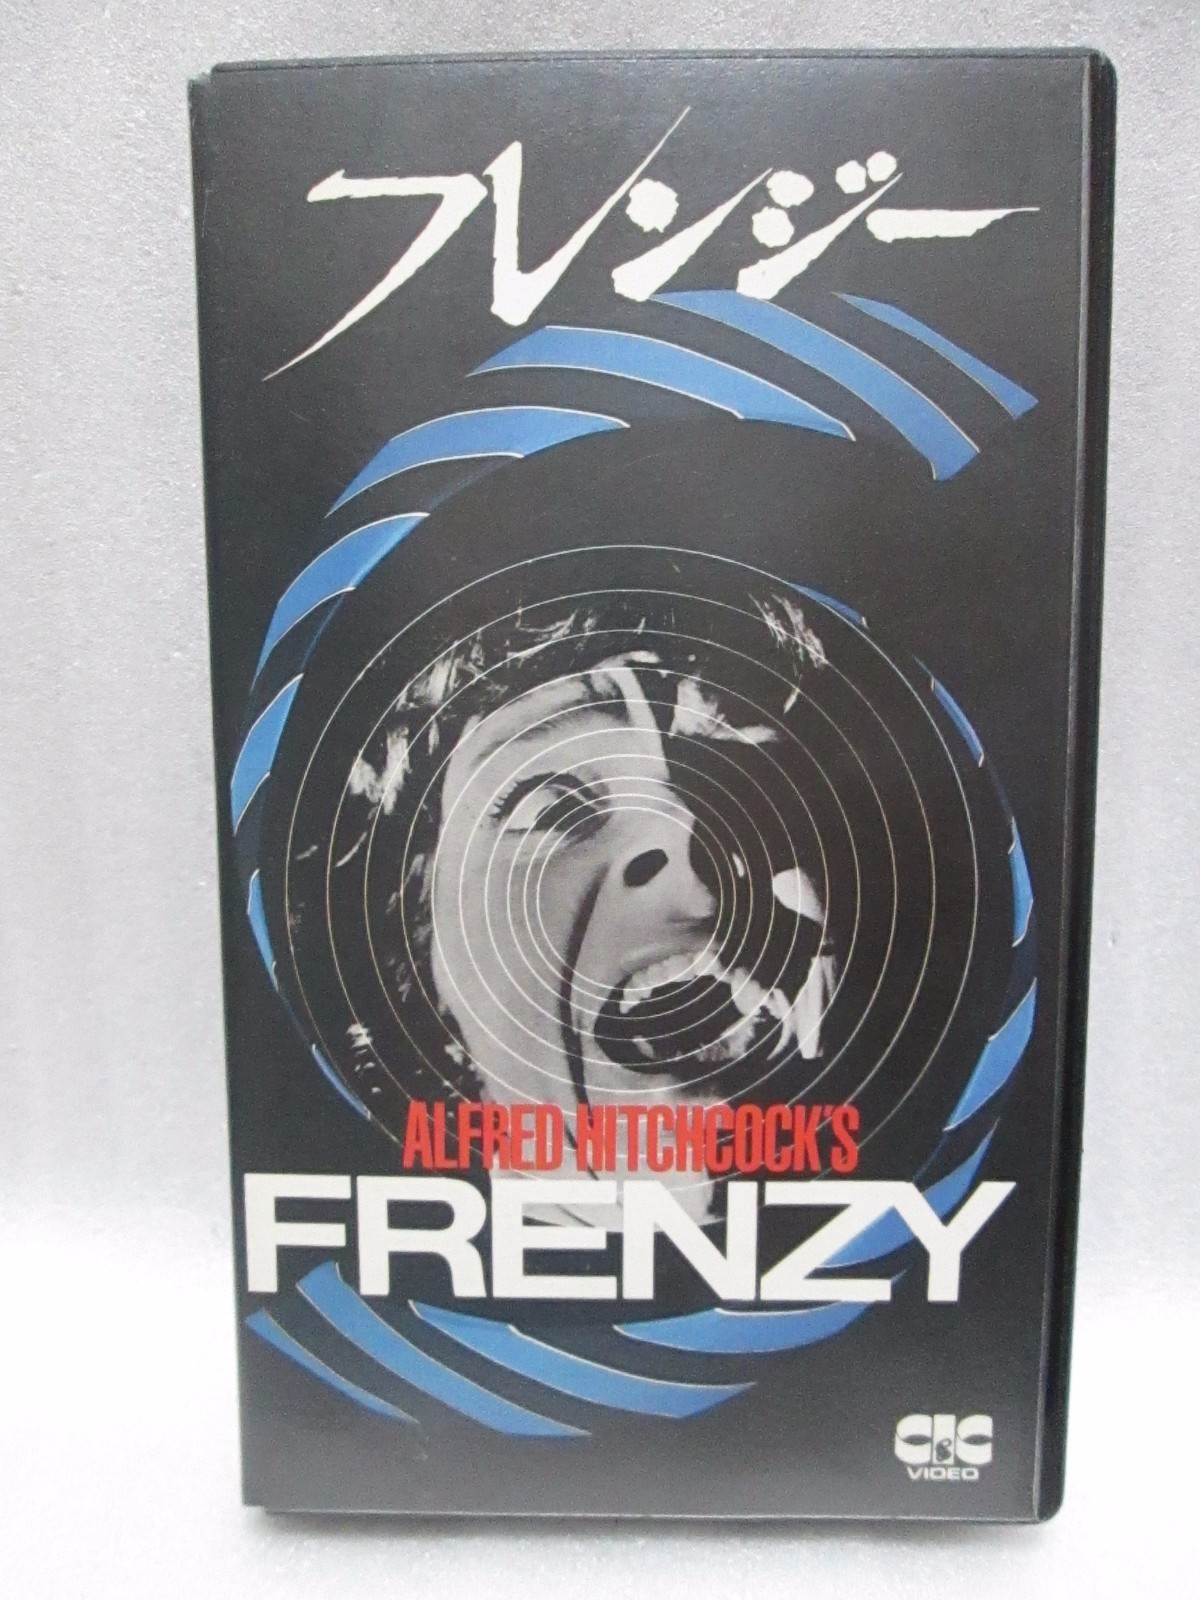 フレンジー
ALFRED HITCHCOCK'S
FRENZY
CIC
VIDEO